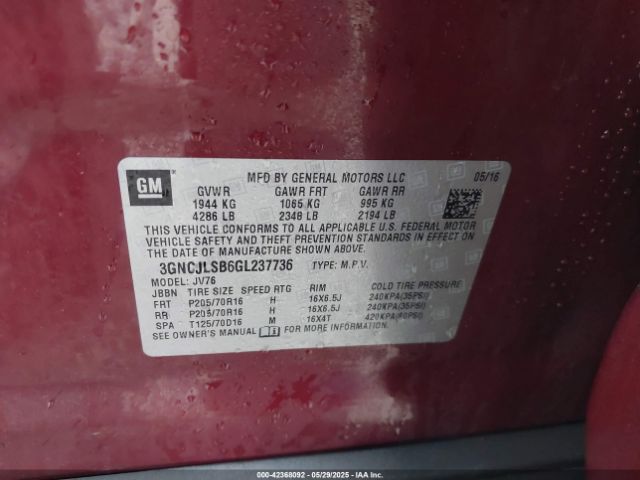 GM
MFD BY GENERAL MOTORS LLC 05/16
GVWR GAWR FRT GAWR RR
1944 KG 1065 KG 995 KG
4286 LB 2348 LB 2194 LB
THIS VEHICLE CONFORMS TO ALL APPLICABLE U.S. FEDERAL MOTOR
VEHICLE SAFETY AND THEFT PREVENTION STANDARDS IN EFFECT ON
THE DATE OF MANUFACTURE SHOWN ABOVE.
3GNCJLSB6GL237736 TYPE: M.P.V.
MODEL: JV76
JBBN TIRE SIZE SPEED RTG RIM COLD TIRE PRESSURE
FRT P205/70R16 H 16X6.5J 240KPA(35PSI)
RR P205/70R16 H 16X6.5J 240KPA(35PSI)
SPA T125/70D16 M 16X4T 420KPA(60PSI)
SEE OWNER'S MANUAL FOR MORE INFORMATION
000-42368092 - 05/29/2025 - IAAI.COM